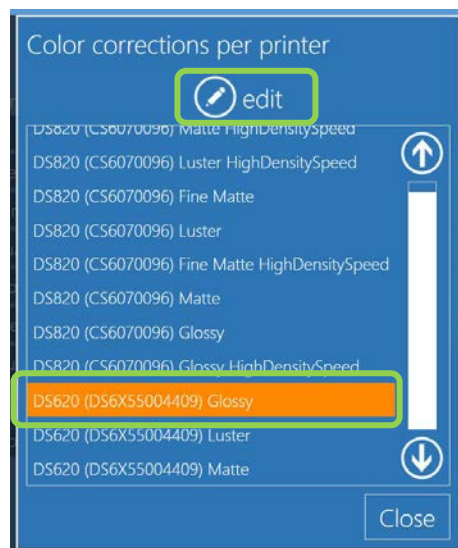 Color corrections per printer
edit
DS820 (CS6070096) Matte HighDensitySpeed
DS820 (CS6070096) Luster HighDensitySpeed
DS820 (CS6070096) Fine Matte
DS820 (CS6070096) Luster
DS820 (CS6070096) Fine Matte HighDensitySpeed
DS820 (CS6070096) Matte
DS820 (CS6070096) Glossy
DS820 (CS6070096) Glossy HighDensitySpeed
DS620 (DS6X55004409) Glossy
DS620 (DS6X55004409) Luster
DS620 (DS6X55004409) Matte
Close